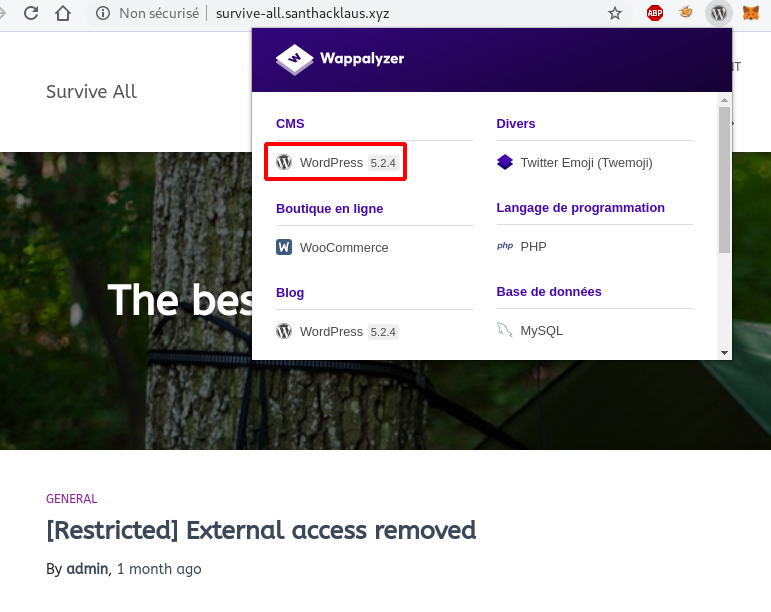 Non sécurisé
survive-all.santhacklaus.xyz
ABP
Wappalyzer
NT
Survive All
CMS
WordPress 5.2.4
Boutique en ligne
WooCommerce
Blog
WordPress 5.2.4
Divers
Twitter Emoji (Twemoji)
Langage de programmation
php PHP
Base de données
MySQL
The bes
GENERAL
[Restricted] External access removed
By admin, 1 month ago